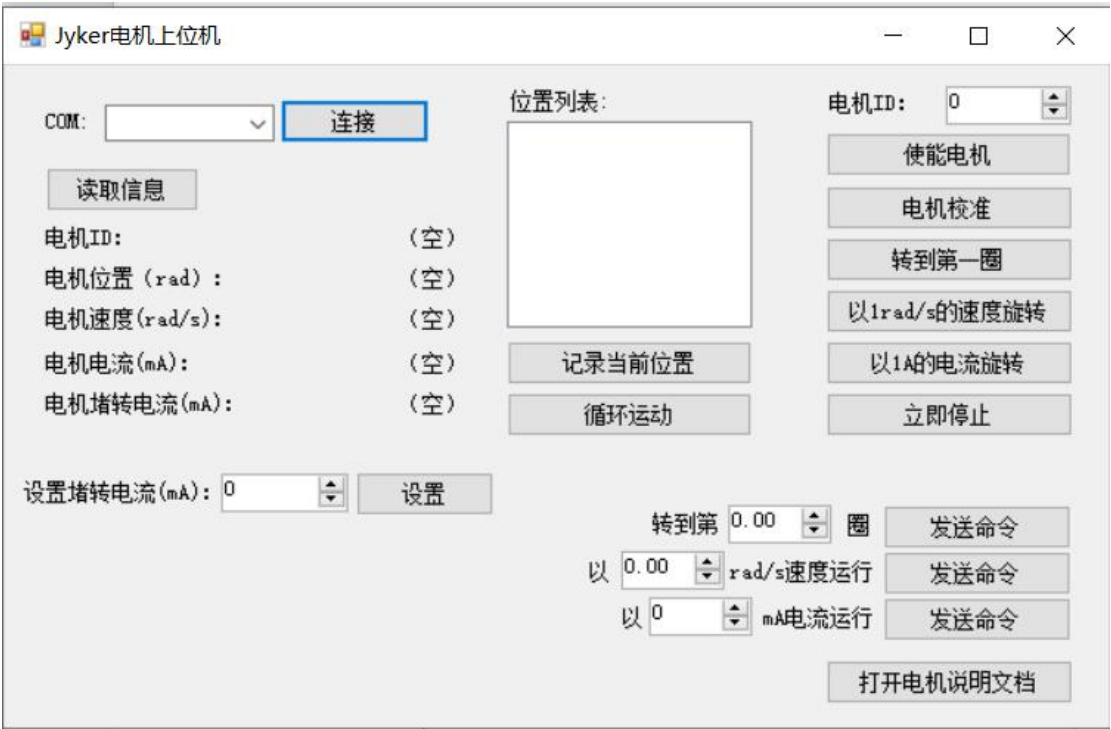 Jyker电机上位机
COM:
连接
读取信息
电机ID: (空)
电机位置(rad): (空)
电机速度(rad/s): (空)
电机电流(mA): (空)
电机堵转电流(mA): (空)
设置堵转电流(mA): 0 设置
位置列表:
记录当前位置
循环运动
电机ID: 0
使能电机
电机校准
转到第一圈
以1rad/s的速度旋转
以1A的电流旋转
立即停止
转到第 0.00 圈 发送命令
以 0.00 rad/s速度运行 发送命令
以 0 mA电流运行 发送命令
打开电机说明文档